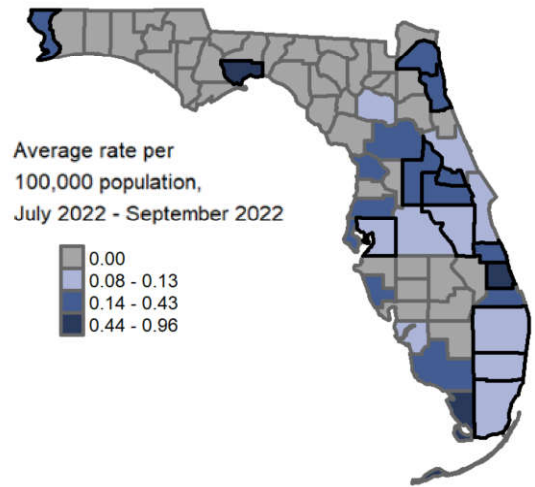 Average rate per
100,000 population,
July 2022 - September 2022
0.00
0.08 - 0.13
0.14 - 0.43
0.44 - 0.96